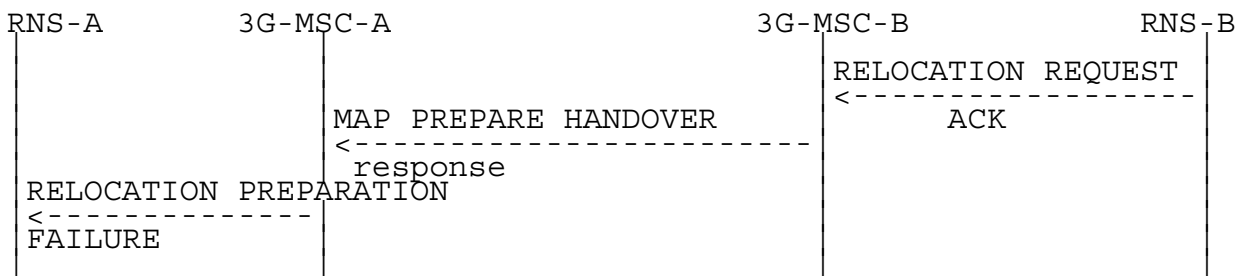 RNS-A 3G-MSC-A 3G-MSC-B RNS-B
RELOCATION REQUEST
ACK
MAP PREPARE HANDOVER
response
RELOCATION PREPARATION
FAILURE